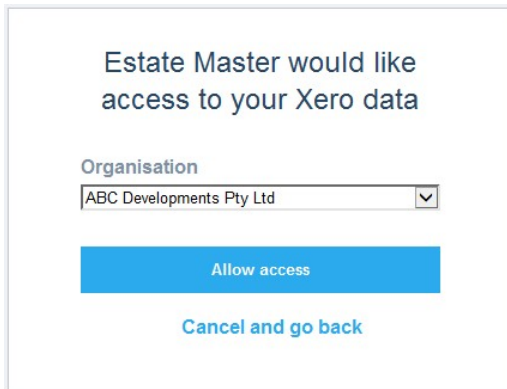 Estate Master would like
access to your Xero data
Organisation
ABC Developments Pty Ltd
Allow access
Cancel and go back